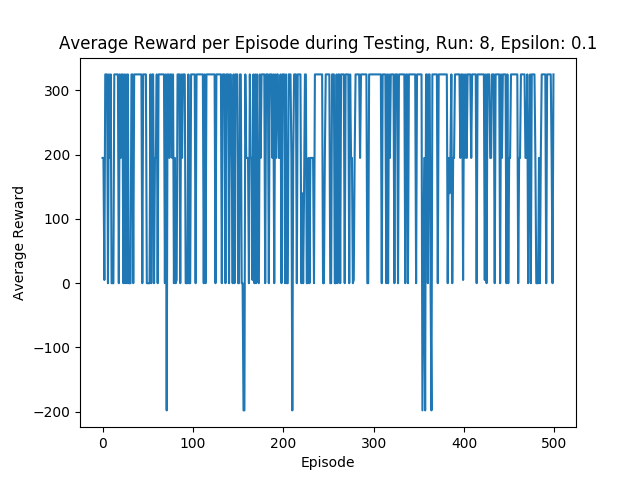 Average Reward per Episode during Testing, Run: 8, Epsilon: 0.1
300
200
100
0
−100
−200
Average Reward
0 100 200 300 400 500
Episode